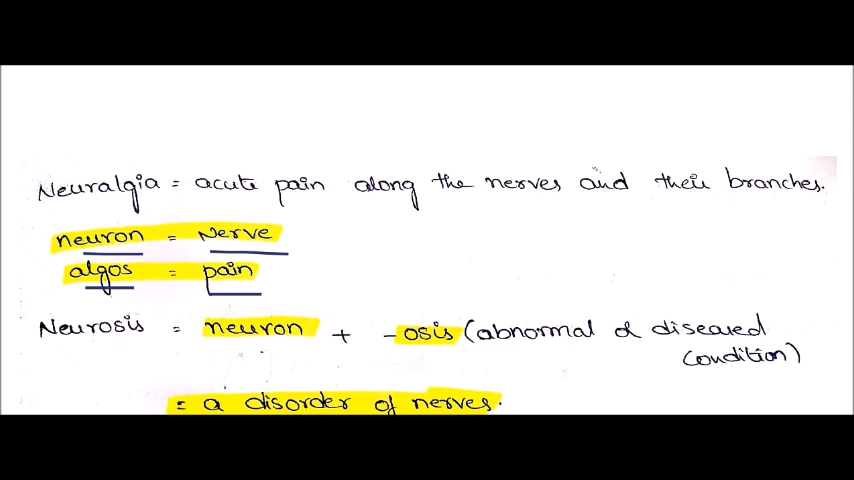 Neuralgia = acute pain along the nerves and their branches.
neuron = Nerve
algos = pain
Neurosis = neuron + -osis (abnormal & diseased
condition)
= a disorder of nerves.